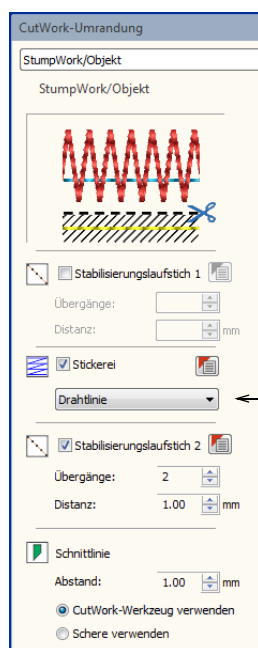 CutWork-Umrandung
StumpWork/Objekt
StumpWork/Objekt
Stabilisierungslaufstich 1
Übergänge:
Distanz: mm
Stickerei
Drahtlinie
Stabilisierungslaufstich 2
Übergänge: 2
Distanz: 1.00 mm
Schnittlinie
Abstand: 1.00 mm
CutWork-Werkzeug verwenden
Schere verwenden